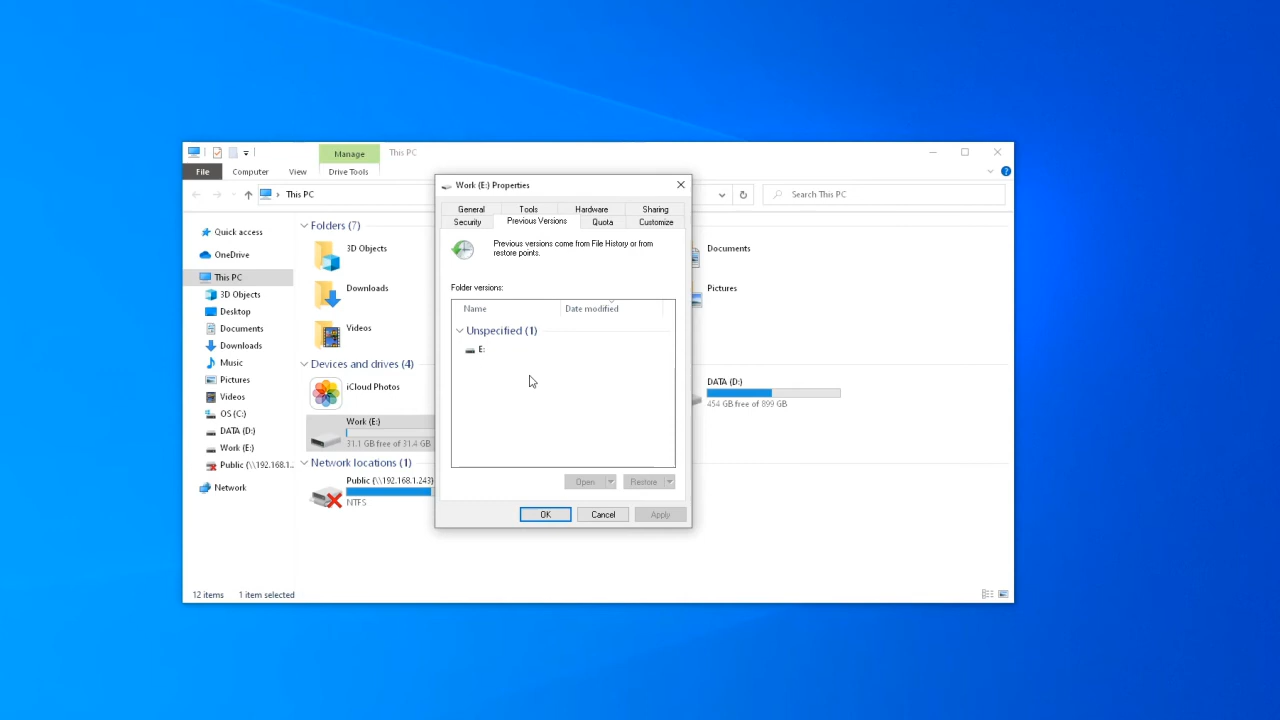 Manage
This PC
File
Computer
View
Drive Tools
This PC
Search This PC
Quick access
OneDrive
This PC
3D Objects
Desktop
Documents
Downloads
Music
Pictures
Videos
OS (C:)
DATA (D:)
Work (E:)
Public (\\192.168.1...
Network
Folders (7)
3D Objects
Downloads
Videos
Documents
Pictures
Devices and drives (4)
iCloud Photos
Work (E:)
31.1 GB free of 31.4 GB
DATA (D:)
454 GB free of 899 GB
Network locations (1)
Public (\\192.168.1.243)
NTFS
12 items
1 item selected
Work (E:) Properties
General
Tools
Hardware
Sharing
Security
Previous Versions
Quota
Customize
Previous versions come from File History or from
restore points.
Folder versions:
Name
Date modified
Unspecified (1)
E:
Open
Restore
OK
Cancel
Apply